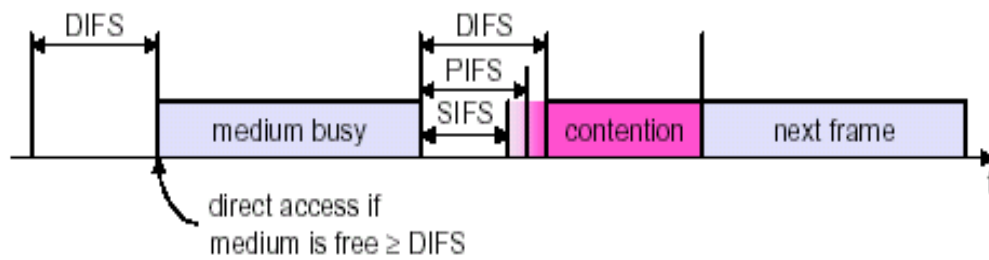 DIFS
DIFS
PIFS
SIFS
medium busy
contention
next frame
t
direct access if
medium is free ≥ DIFS